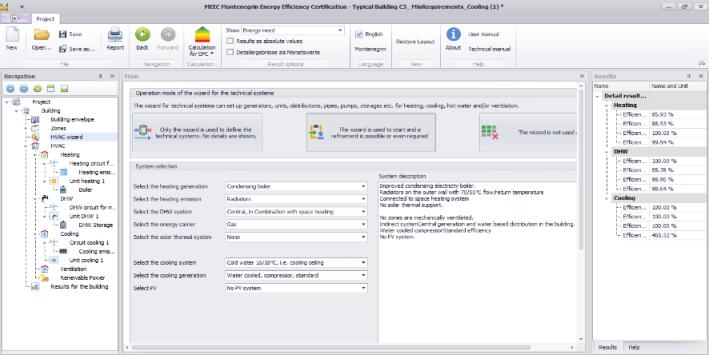 MEEC Montenegrin Energy Efficiency Certification - Typical Building C3_ MinRequirements_Cooling (1) *
Project
New
Open...
Save
Save as...
Report
File
Back
Forward
Navigation
Calculation for EPC
Calculation
Show Energy need
Results as absolute values
Detailergebnisse als Monatswerte
Result options
English
Montenegrin
Language
Restore Layout
View
About
User manual
Technical manual
Help
Navigation
Project
Building
Building envelope
Zones
HVAC wizard
HVAC
Heating
Heating circuit f...
Heating emis...
Unit heating 1
Boiler
DHW
DHW circuit for n...
Unit DHW 1
DHW Storage
Cooling
Circuit cooling 1
Cooling emis...
Unit cooling 1
Ventilation
Renewable Power
Results for the building
Main
Operation mode of the wizard for the technical systems
The wizard for technical systems can set up generators, units, distributions, pipes, pumps, storages etc. for heating, cooling, hot water and/or ventilation.
Only the wizard is used to define the technical systems. No details are shown.
The wizard is used to start and a refinement is possible or even required
The wizard is not used
System selection
Select the heating generation Condensing boiler
Select the heating emission Radiators
Select the DHW system Central, in Combination with space heating
Select the energy carrier Gas
Select the solar thermal system None
Select the cooling system Cold water 16/18°C, i.e. cooling ceiling
Select the cooling generation Water cooled, compressor, standard
Select PV No PV system
System description
Improved condensing electricity boiler.
Radiators on the outer wall with 70/55°C flow/return temperature
Connected to space heating system
No solar thermal support.
No zones are mechanically ventilated.
Indirect systemCentral generation and water based distribution in the building.
Water cooled compressorStandard efficiency
No PV system.
Results
Name Name and Unit
Detail result...
Heating
Efficien... 85.93 %
Efficien... 88.93 %
Efficien... 100.00 %
Efficien... 99.94 %
DHW
Efficien... 100.00 %
Efficien... 55.78 %
Efficien... 98.90 %
Efficien... 98.64 %
Cooling
Efficien... 100.00 %
Efficien... 100.00 %
Efficien... 100.00 %
Efficien... 465.52 %
Results Help